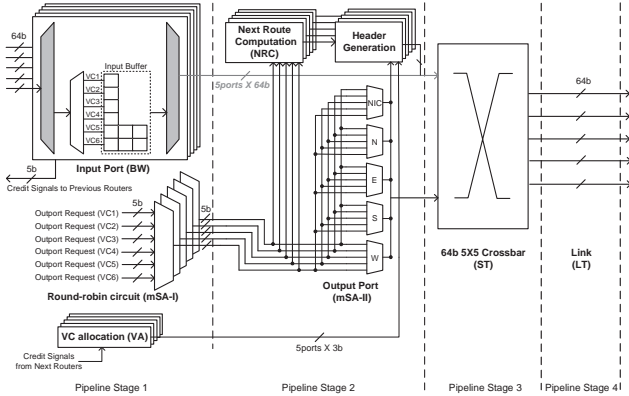 64b
Input Buffer
VC1
VC2
VC3
VC4
VC5
VC6
Input Port (BW)
5b
Credit Signals to Previous Routers
Next Route
Computation
(NRC)
Header
Generation
5ports X 64b
NIC
N
E
S
W
Output Port
(mSA-II)
5b
Outport Request (VC1)
Outport Request (VC2)
Outport Request (VC3)
Outport Request (VC4)
Outport Request (VC5)
Outport Request (VC6)
5b
Round-robin circuit (mSA-I)
VC allocation (VA)
Credit Signals
from Next Routers
5ports X 3b
64b 5X5 Crossbar
(ST)
64b
Link
(LT)
Pipeline Stage 1
Pipeline Stage 2
Pipeline Stage 3
Pipeline Stage 4